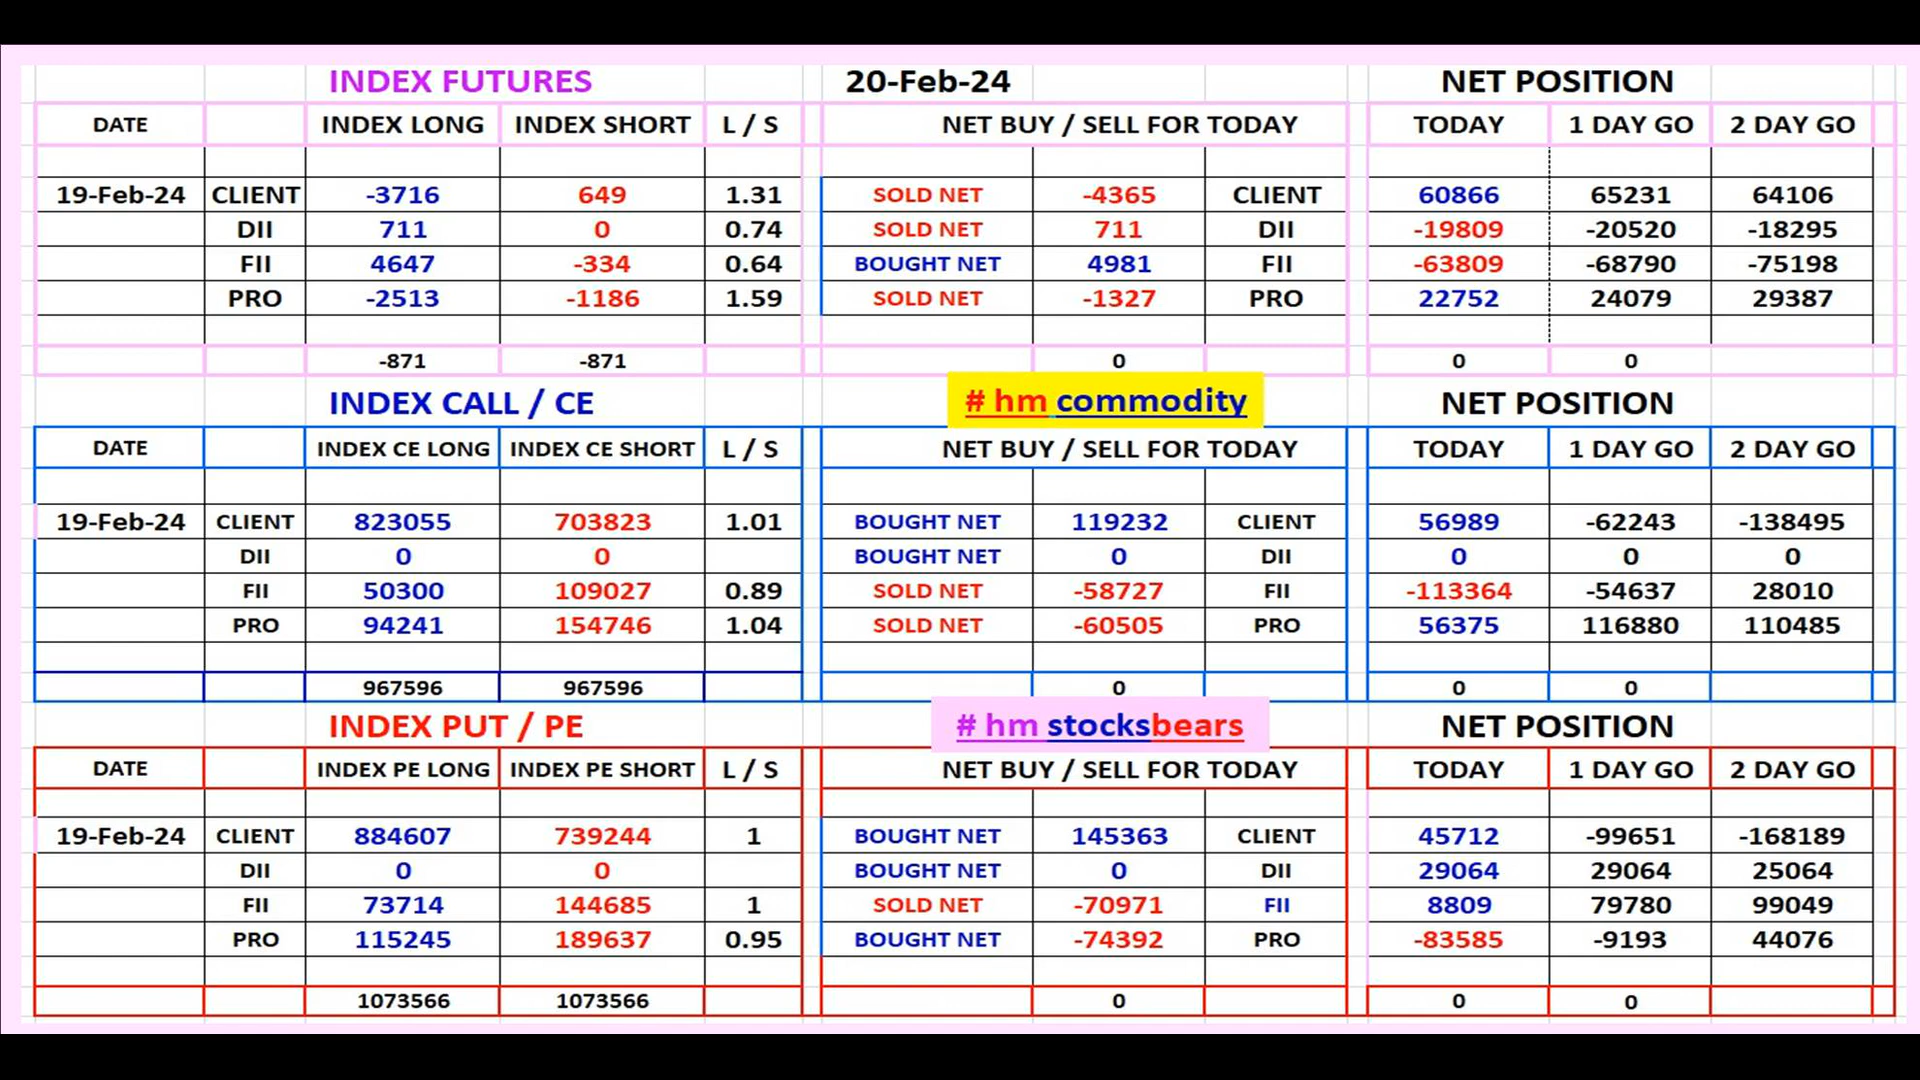 INDEX FUTURES 20-Feb-24 NET POSITION
DATE INDEX LONG INDEX SHORT L / S NET BUY / SELL FOR TODAY TODAY 1 DAY GO 2 DAY GO
19-Feb-24 CLIENT -3716 649 1.31 SOLD NET -4365 CLIENT 60866 65231 64106
DII 711 0 0.74 SOLD NET 711 DII -19809 -20520 -18295
FII 4647 -334 0.64 BOUGHT NET 4981 FII -63809 -68790 -75198
PRO -2513 -1186 1.59 SOLD NET -1327 PRO 22752 24079 29387
-871 -871 0 0 0
INDEX CALL / CE # hm commodity NET POSITION
DATE INDEX CE LONG INDEX CE SHORT L / S NET BUY / SELL FOR TODAY TODAY 1 DAY GO 2 DAY GO
19-Feb-24 CLIENT 823055 703823 1.01 BOUGHT NET 119232 CLIENT 56989 -62243 -138495
DII 0 0 BOUGHT NET 0 DII 0 0 0
FII 50300 109027 0.89 SOLD NET -58727 FII -113364 -54637 28010
PRO 94241 154746 1.04 SOLD NET -60505 PRO 56375 116880 110485
967596 967596 0 0 0
INDEX PUT / PE # hm stocksbears NET POSITION
DATE INDEX PE LONG INDEX PE SHORT L / S NET BUY / SELL FOR TODAY TODAY 1 DAY GO 2 DAY GO
19-Feb-24 CLIENT 884607 739244 1 BOUGHT NET 145363 CLIENT 45712 -99651 -168189
DII 0 0 BOUGHT NET 0 DII 29064 29064 25064
FII 73714 144685 1 SOLD NET -70971 FII 8809 79780 99049
PRO 115245 189637 0.95 BOUGHT NET -74392 PRO -83585 -9193 44076
1073566 1073566 0 0 0